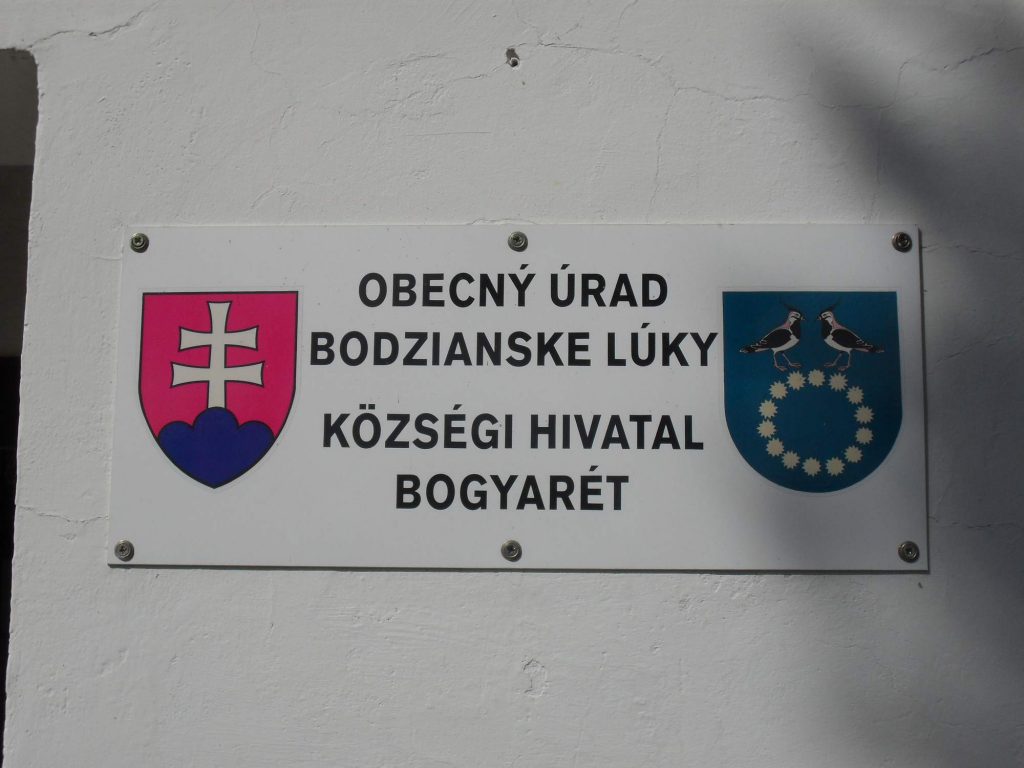 OBECNÝ ÚRAD
BODZIANSKE LÚKY
KÖZSÉGI HIVATAL
BOGYARÉT